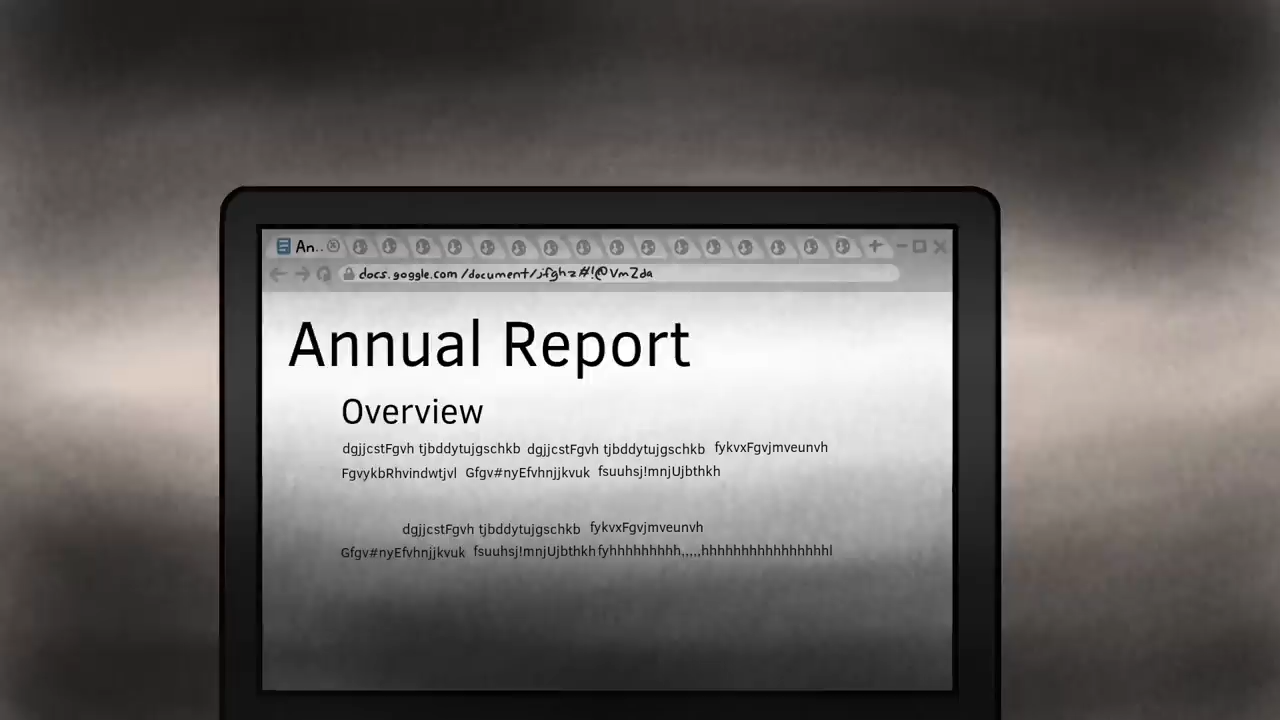 An..
docs.goggle.com/document/jfghz#!@VmZda
Annual Report
Overview
dgjjcstFgvh tjbddytujgschkb dgjjcstFgvh tjbddytujgschkb fykvxFgvjmveunvh
FgvykbRhvindwtjvl Gfgv#nyEfvhnjjkvuk fsuuhsj!mnjUjbthkh
dgjjcstFgvh tjbddytujgschkb fykvxFgvjmveunvh
Gfgv#nyEfvhnjjkvuk fsuuhsj!mnjUjbthkh fyhhhhhhhhh,,,,,hhhhhhhhhhhhhhhhl